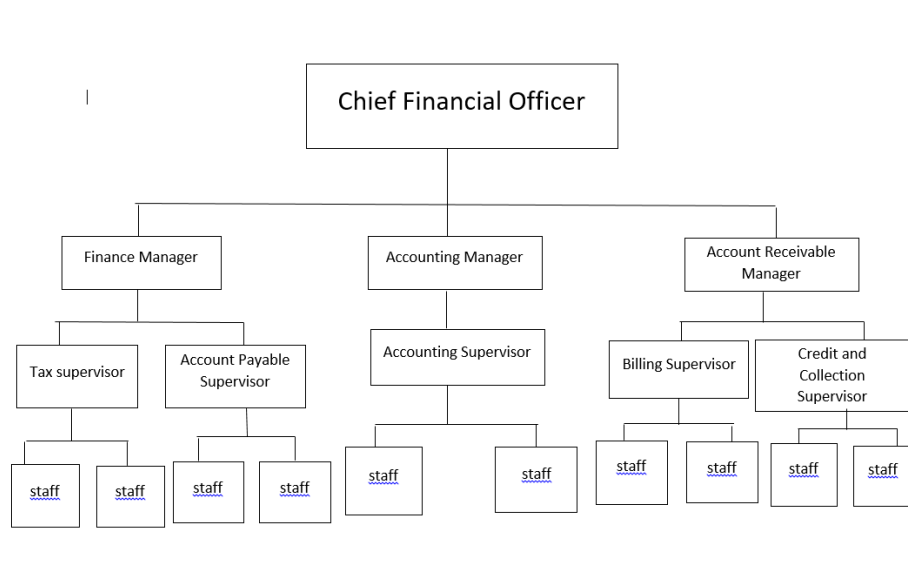 Chief Financial Officer
Finance Manager
Accounting Manager
Account Receivable
Manager
Tax supervisor
Account Payable
Supervisor
Accounting Supervisor
Billing Supervisor
Credit and
Collection
Supervisor
staff
staff
staff
staff
staff
staff
staff
staff
staff
staff